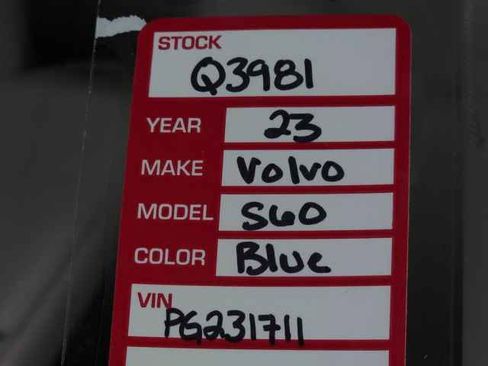 STOCK
Q3981
YEAR 23
MAKE Volvo
MODEL S60
COLOR Blue
VIN
PG231711